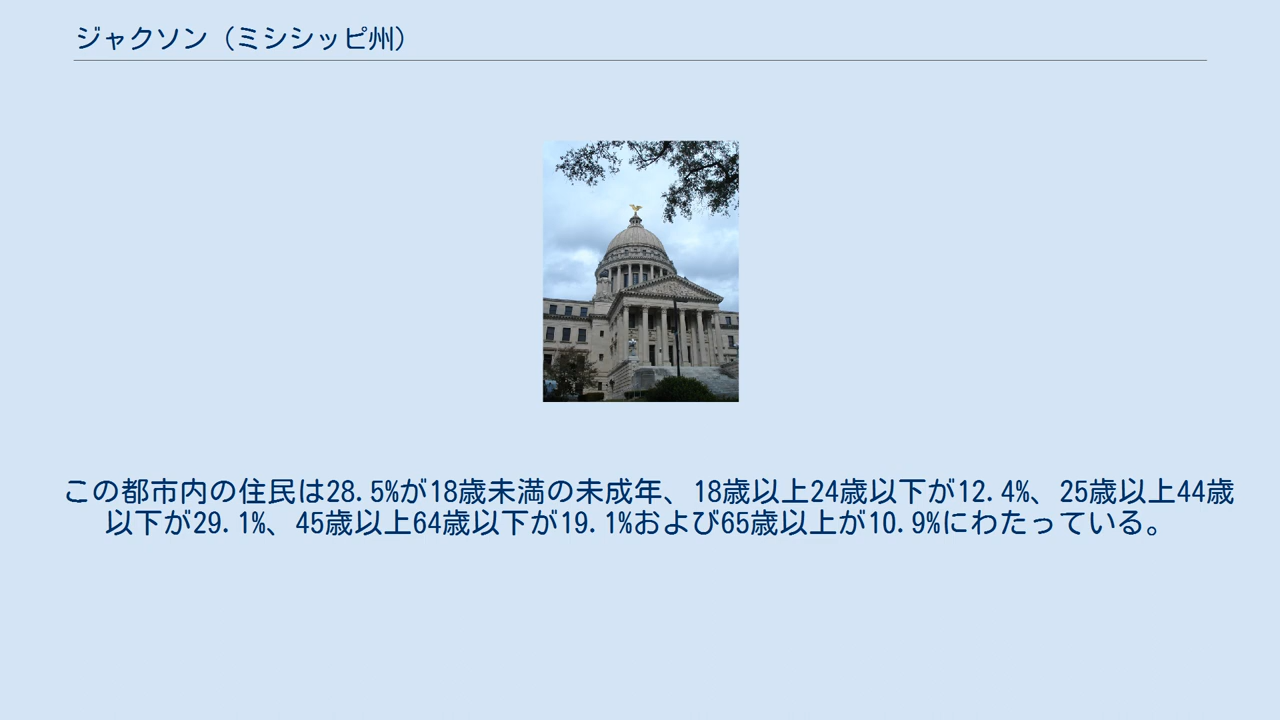 ジャクソン（ミシシッピ州）
この都市内の住民は28.5%が18歳未満の未成年、18歳以上24歳以下が12.4%、25歳以上44歳
以下が29.1%、45歳以上64歳以下が19.1%および65歳以上が10.9%にわたっている。